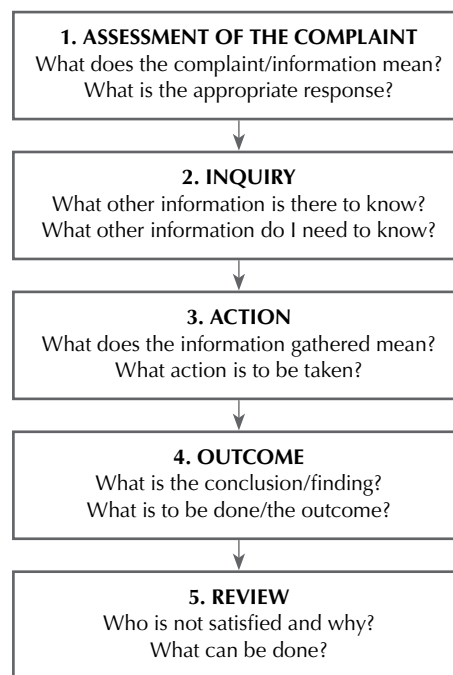 1. ASSESSMENT OF THE COMPLAINT
What does the complaint/information mean?
What is the appropriate response?
2. INQUIRY
What other information is there to know?
What other information do I need to know?
3. ACTION
What does the information gathered mean?
What action is to be taken?
4. OUTCOME
What is the conclusion/finding?
What is to be done/the outcome?
5. REVIEW
Who is not satisfied and why?
What can be done?